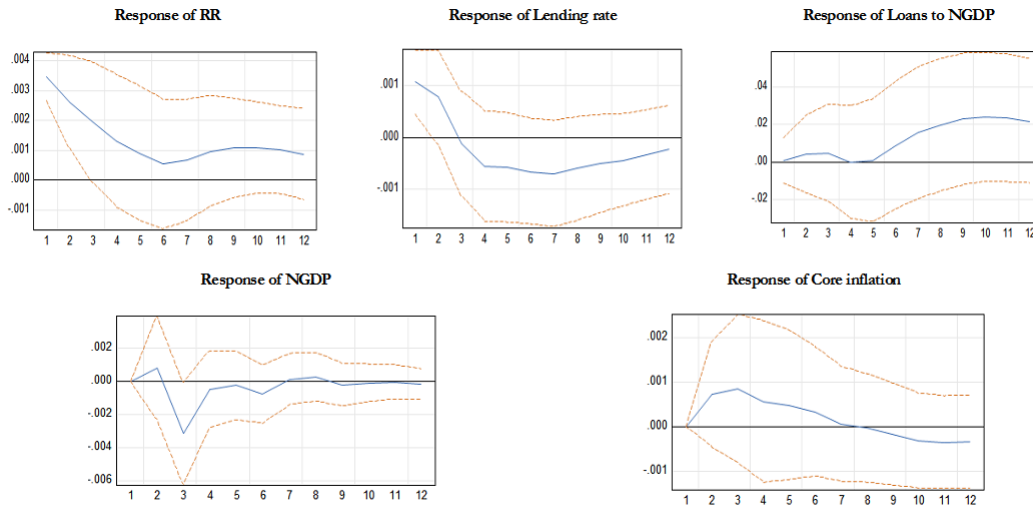 Response of RR
Response of Lending rate
Response of Loans to NGDP
.004
.003
.002
.001
.000
-.001
1 2 3 4 5 6 7 8 9 10 11 12
.001
.000
-.001
1 2 3 4 5 6 7 8 9 10 11 12
.04
.02
.00
-.02
1 2 3 4 5 6 7 8 9 10 11 12
Response of NGDP
Response of Core inflation
.002
.000
-.002
-.004
-.006
1 2 3 4 5 6 7 8 9 10 11 12
.002
.001
.000
-.001
1 2 3 4 5 6 7 8 9 10 11 12